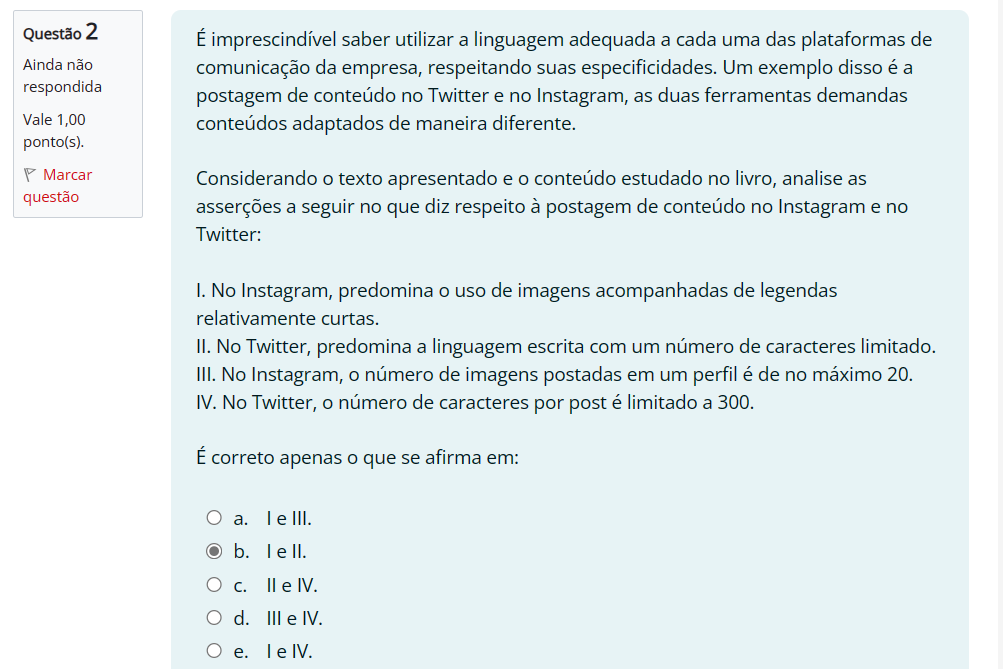 Questão 2
Ainda não
respondida
Vale 1,00
ponto(s).
Marcar
questão
É imprescindível saber utilizar a linguagem adequada a cada uma das plataformas de
comunicação da empresa, respeitando suas especificidades. Um exemplo disso é a
postagem de conteúdo no Twitter e no Instagram, as duas ferramentas demandas
conteúdos adaptados de maneira diferente.
Considerando o texto apresentado e o conteúdo estudado no livro, analise as
asserções a seguir no que diz respeito à postagem de conteúdo no Instagram e no
Twitter:
I. No Instagram, predomina o uso de imagens acompanhadas de legendas
relativamente curtas.
II. No Twitter, predomina a linguagem escrita com um número de caracteres limitado.
III. No Instagram, o número de imagens postadas em um perfil é de no máximo 20.
IV. No Twitter, o número de caracteres por post é limitado a 300.
É correto apenas o que se afirma em:
a. I e III.
b. I e II.
c. II e IV.
d. III e IV.
e. I e IV.